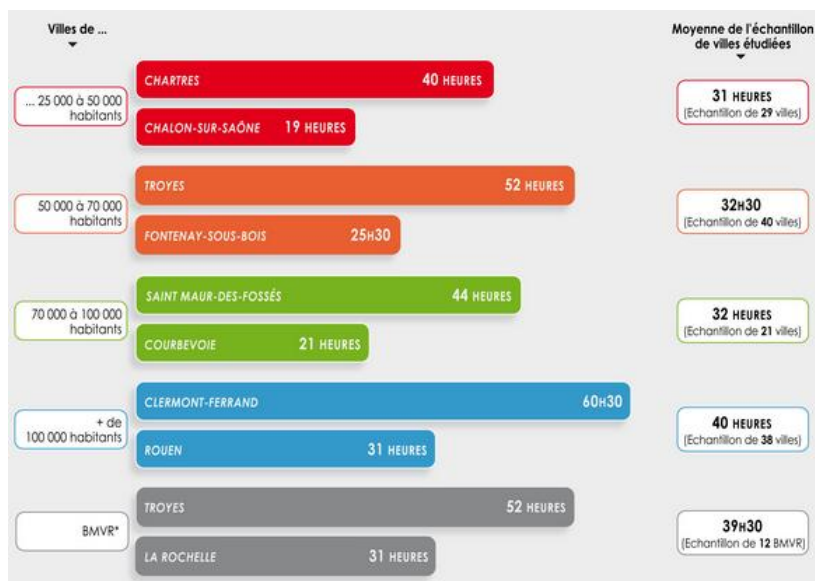 Villes de ...
Moyenne de l'échantillon
de villes étudiées
... 25 000 à 50 000
habitants
CHARTRES 40 HEURES
CHALON-SUR-SAÔNE 19 HEURES
31 HEURES
(Echantillon de 29 villes)
50 000 à 70 000
habitants
TROYES 52 HEURES
FONTENAY-SOUS-BOIS 25H30
32H30
(Echantillon de 40 villes)
70 000 à 100 000
habitants
SAINT MAUR-DES-FOSSÉS 44 HEURES
COURBEVOIE 21 HEURES
32 HEURES
(Echantillon de 21 villes)
+ de
100 000 habitants
CLERMONT-FERRAND 60H30
ROUEN 31 HEURES
40 HEURES
(Echantillon de 38 villes)
BMVR*
TROYES 52 HEURES
LA ROCHELLE 31 HEURES
39H30
(Echantillon de 12 BMVR)